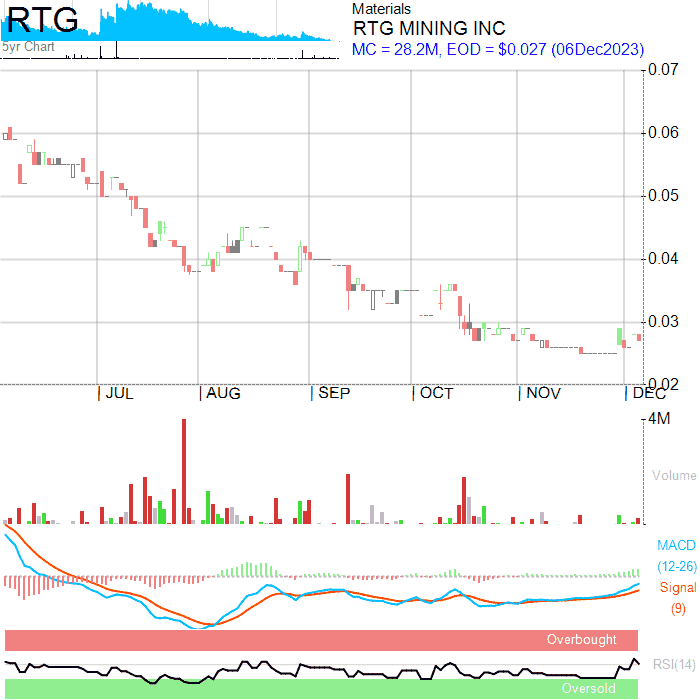 RTG
5yr Chart
Materials
RTG MINING INC
MC = 28.2M, EOD = $0.027 (06Dec2023)
0.07
0.06
0.05
0.04
0.03
0.02
JUL AUG SEP OCT NOV DEC
4M
Volume
MACD
(12-26)
Signal
(9)
Overbought
RSI(14)
Oversold